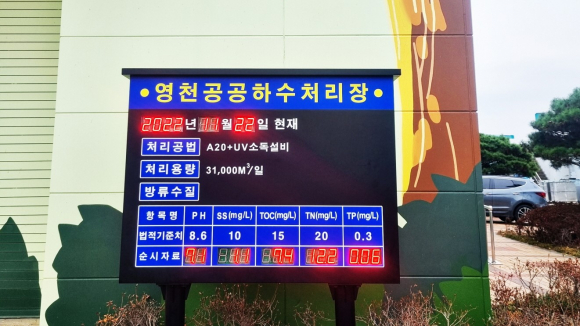 • 영천공공하수처리장 •
2022년 11월 22일 현재
처리공법 A20+UV소독설비
처리용량 31,000M³/일
방류수질
항목명 PH SS(mg/L) TOC(mg/L) TN(mg/L) TP(mg/L)
법적기준치 8.6 10 15 20 0.3
순시자료